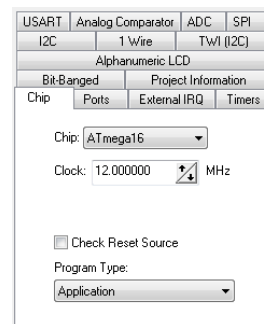 USART Analog Comparator ADC SPI
I2C 1 Wire TWI (I2C)
Alphanumeric LCD
Bit-Banged Project Information
Chip Ports External IRQ Timers
Chip: ATmega16
Clock: 12.000000 MHz
Check Reset Source
Program Type:
Application